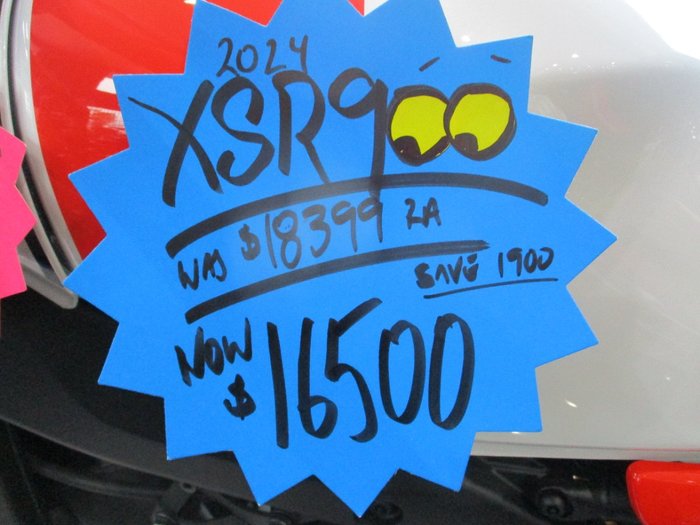 2024
XSR900
WAS $18399 RA
SAVE 1900
NOW
$16500